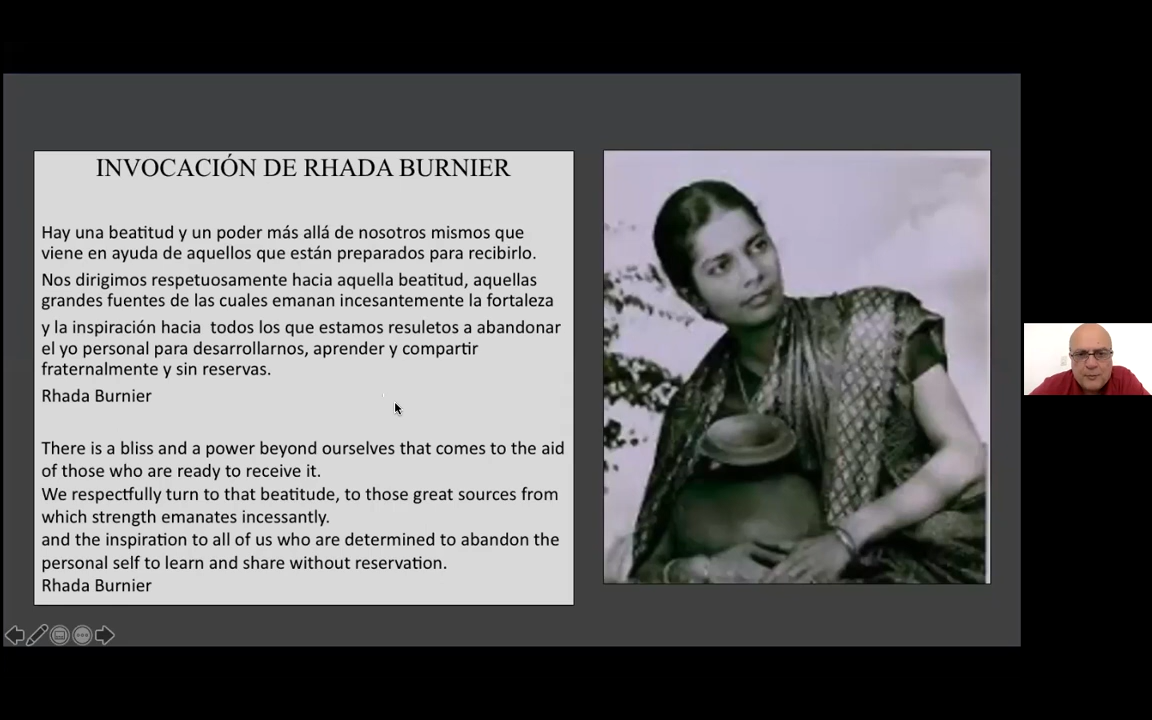 INVOCACIÓN DE RHADA BURNIER
Hay una beatitud y un poder más allá de nosotros mismos que
viene en ayuda de aquellos que están preparados para recibirlo.
Nos dirigimos respetuosamente hacia aquella beatitud, aquellas
grandes fuentes de las cuales emanan incesantemente la fortaleza
y la inspiración hacia  todos los que estamos resuletos a abandonar
el yo personal para desarrollarnos, aprender y compartir
fraternalmente y sin reservas.
Rhada Burnier
There is a bliss and a power beyond ourselves that comes to the aid
of those who are ready to receive it.
We respectfully turn to that beatitude, to those great sources from
which strength emanates incessantly.
and the inspiration to all of us who are determined to abandon the
personal self to learn and share without reservation.
Rhada Burnier